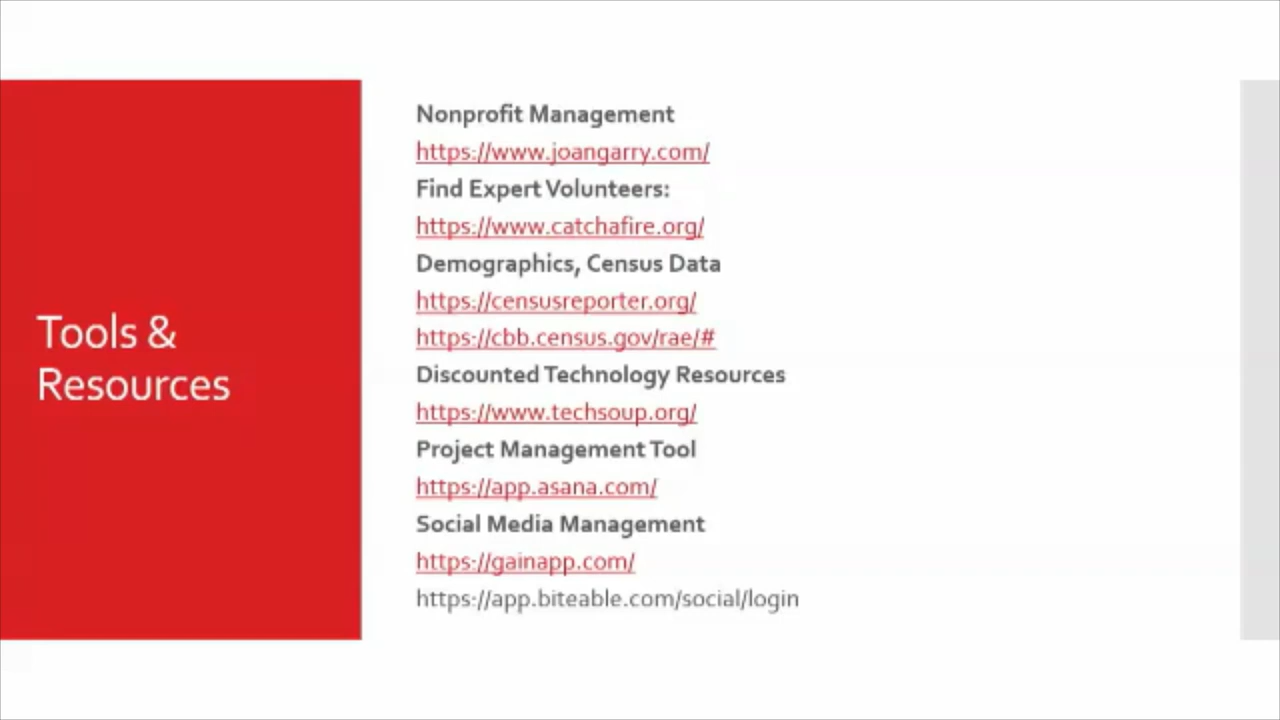 Tools &
Resources
Nonprofit Management
https://www.joangarry.com/
Find Expert Volunteers:
https://www.catchafire.org/
Demographics, Census Data
https://censusreporter.org/
https://cbb.census.gov/rae/#
Discounted Technology Resources
https://www.techsoup.org/
Project Management Tool
https://app.asana.com/
Social Media Management
https://gainapp.com/
https://app.biteable.com/social/login